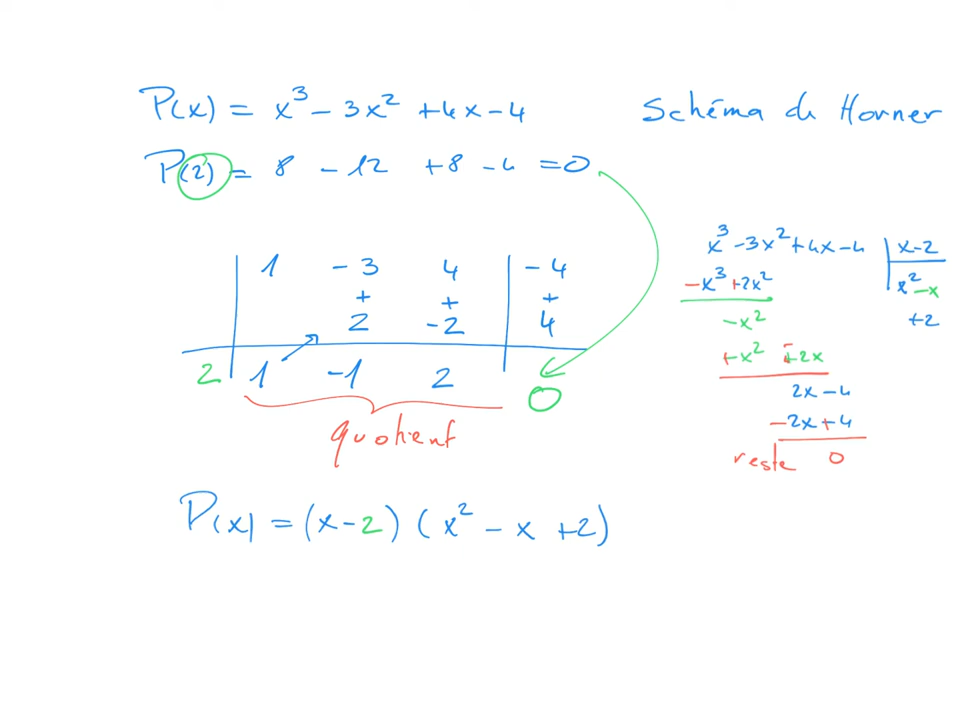 P(x) = x³ - 3x² + 4x - 4
Schéma de Horner
P(2) = 8 - 12 + 8 - 4 = 0
1 - 3 4 - 4
+ + +
2 -2 4
2 1 -1 2 0
quotient
x³ - 3x² + 4x - 4 x - 2
- x³ + 2x² x² - x
- x² + 2
+ x² - 2x
2x - 4
- 2x + 4
reste 0
P(x) = (x - 2) (x² - x + 2)